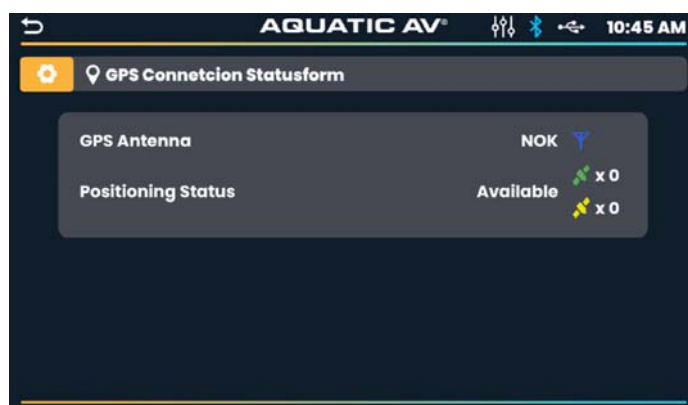 AQUATIC AV® 10:45 AM
GPS Connetcion Statusform
GPS Antenna NOK
x 0
Positioning Status Available
x 0